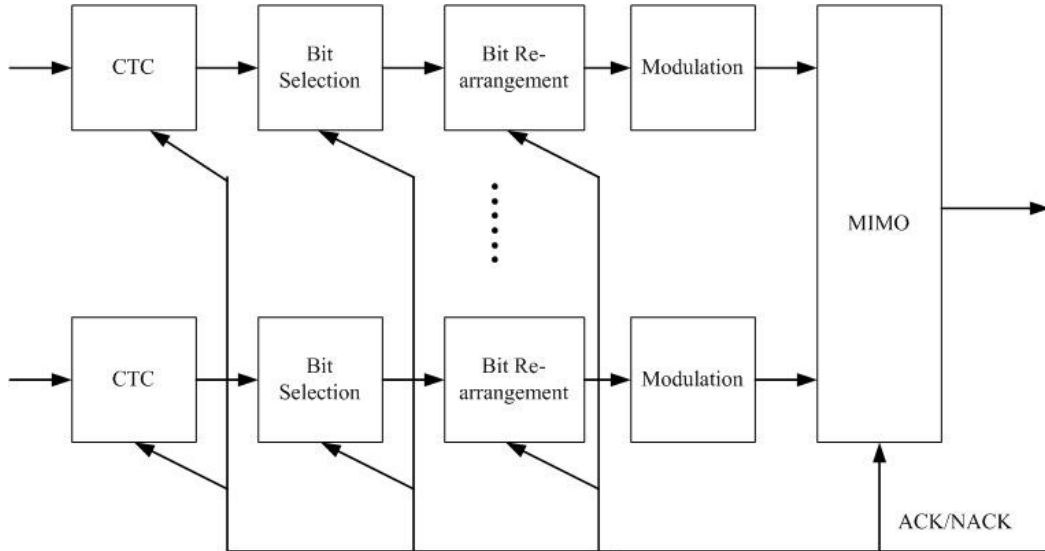 CTC
Bit
Selection
Bit Re-
arrangement
Modulation
MIMO
CTC
Bit
Selection
Bit Re-
arrangement
Modulation
ACK/NACK